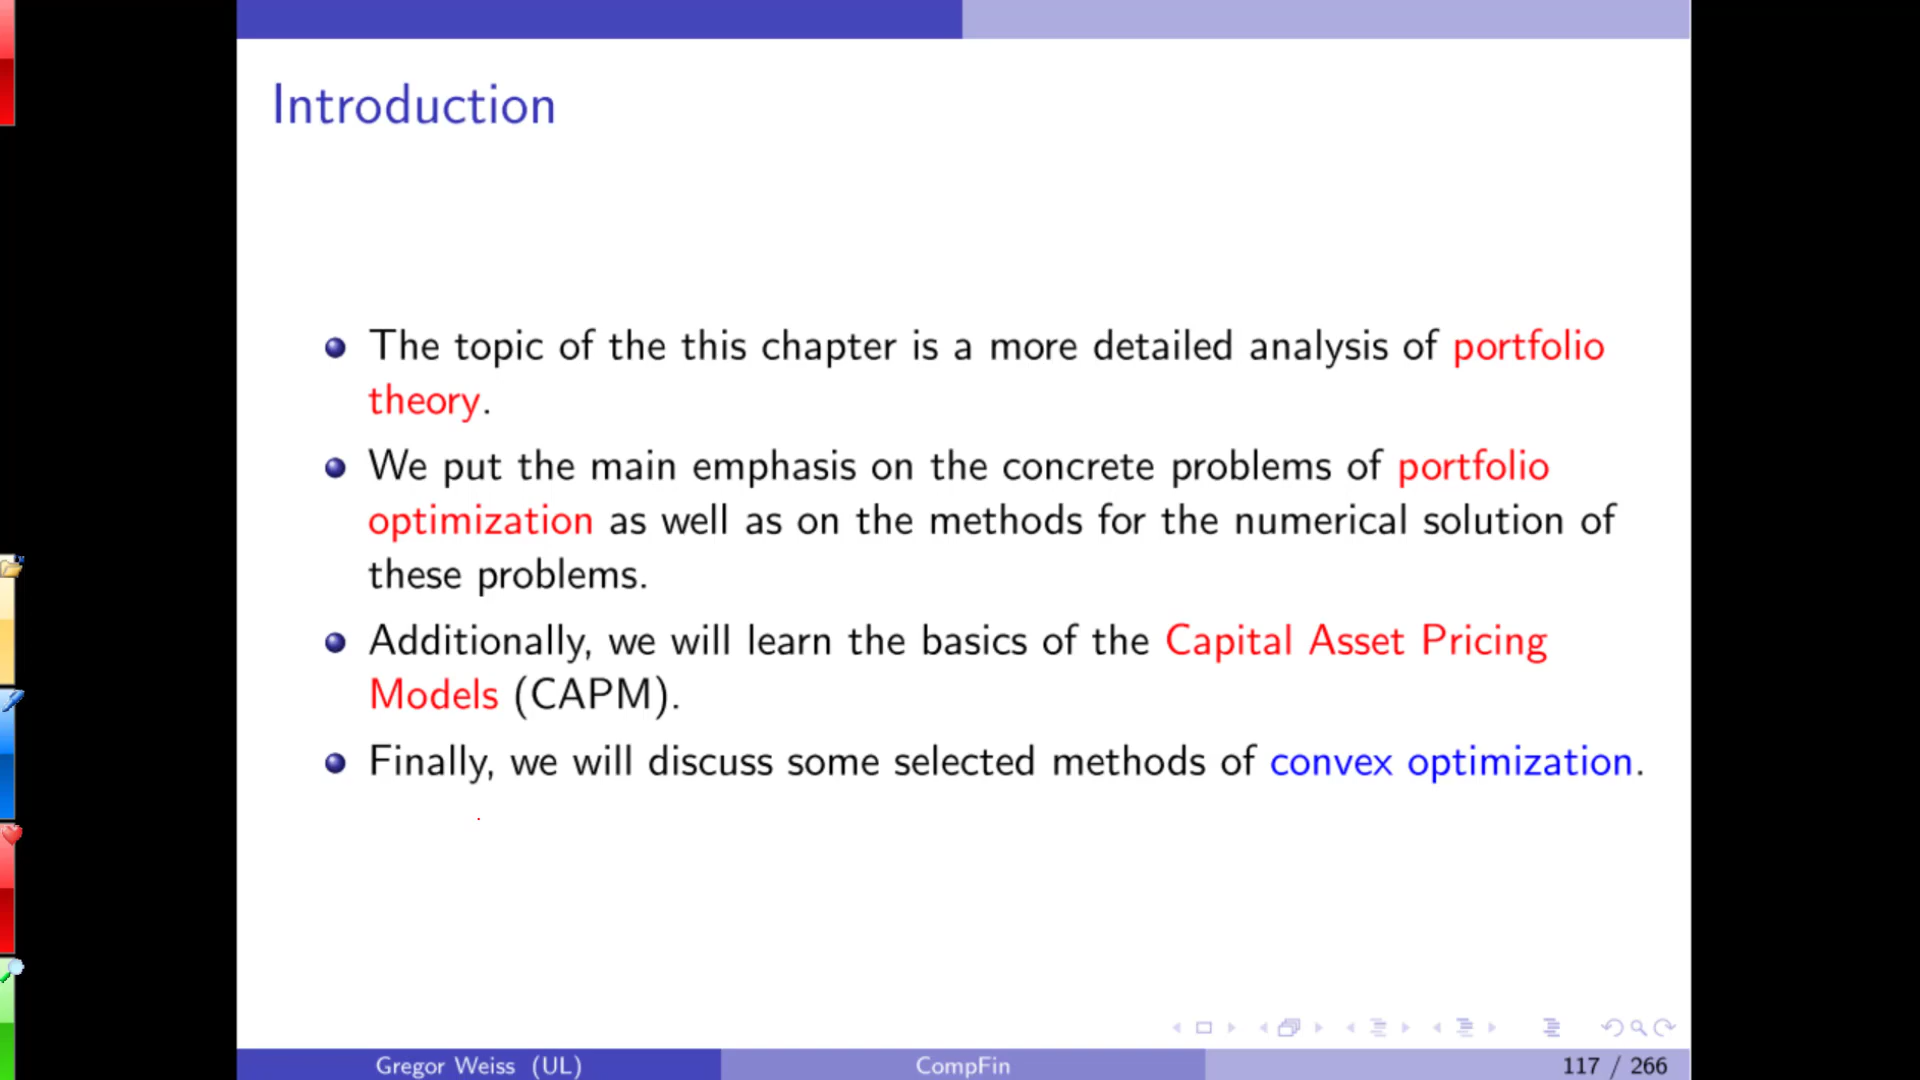 Introduction
The topic of the this chapter is a more detailed analysis of portfolio
theory.
We put the main emphasis on the concrete problems of portfolio
optimization as well as on the methods for the numerical solution of
these problems.
Additionally, we will learn the basics of the Capital Asset Pricing
Models (CAPM).
Finally, we will discuss some selected methods of convex optimization.
Gregor Weiss (UL)
CompFin
117 / 266